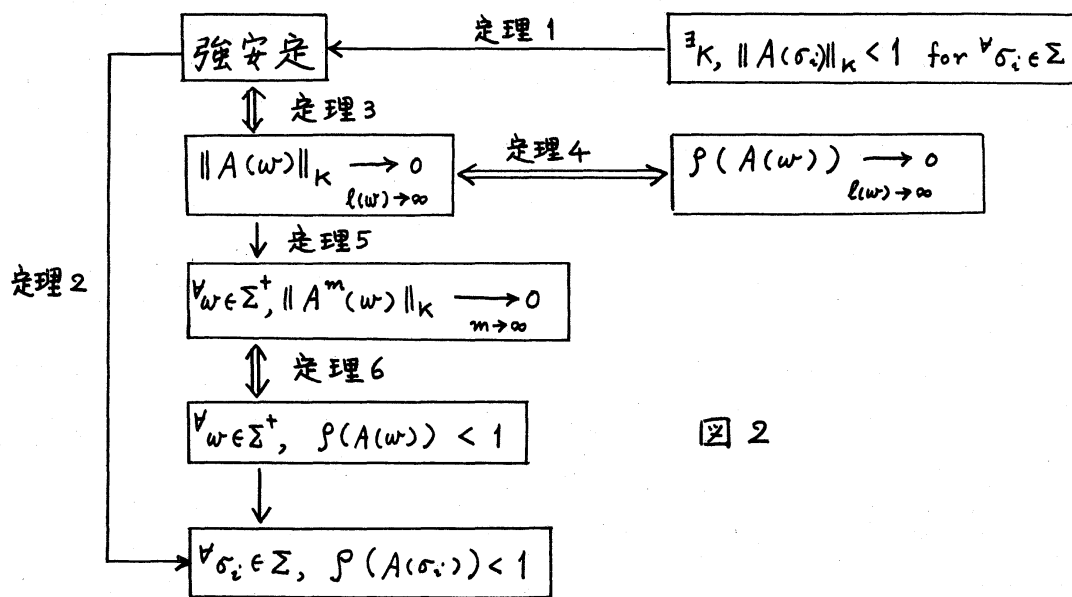 定理1
強安定
∃K, ‖A(σi)‖K < 1 for ∀σi ∈ Σ
定理3
‖A(w)‖K → 0
l(w)→∞
定理4
ρ(A(w)) → 0
l(w)→∞
定理5
定理2
∀w∈Σ⁺, ‖Aᵐ(w)‖K → 0
m→∞
定理6
∀w∈Σ⁺, ρ(A(w)) < 1
図2
∀σi∈Σ, ρ(A(σi)) < 1